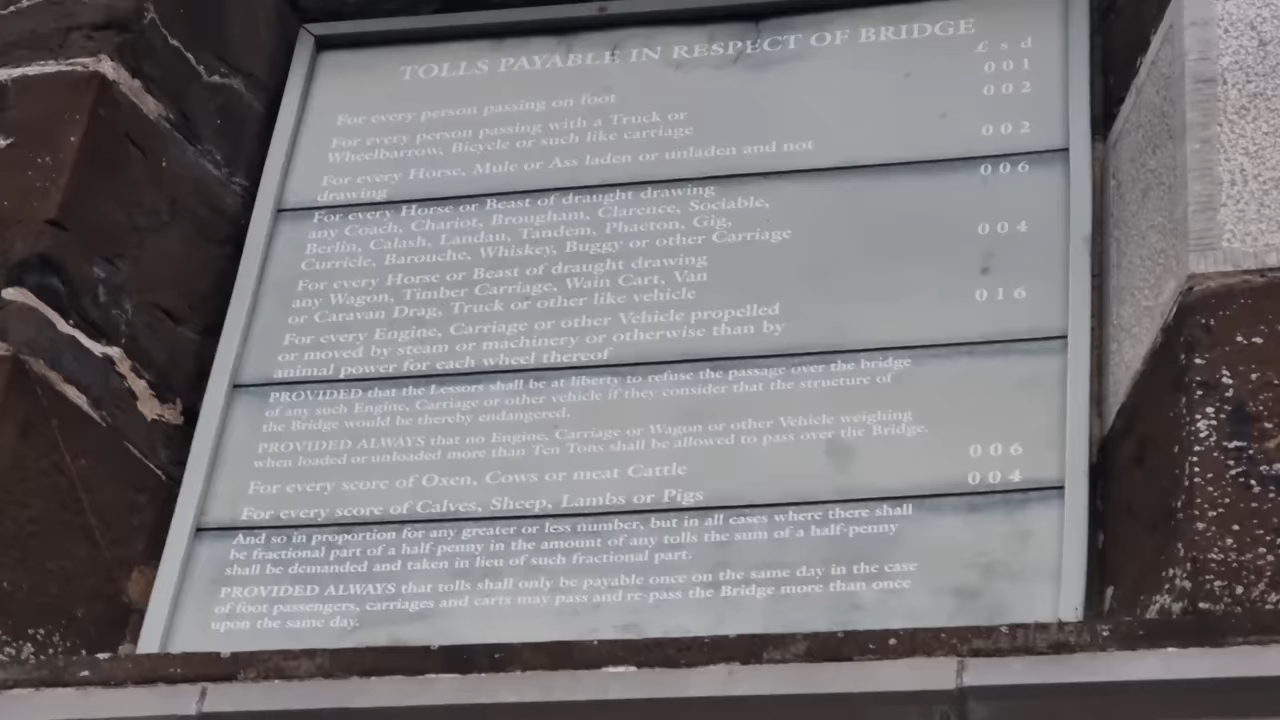 TOLLS PAYABLE IN RESPECT OF BRIDGE
£ s d
For every person passing on foot 0 0 1
For every person passing with a Truck or
Wheelbarrow, Bicycle or such like carriage 0 0 2
For every Horse, Mule or Ass laden or unladen and not
drawing 0 0 2
For every Horse or Beast of draught drawing
any Coach, Chariot, Brougham, Clarence, Sociable,
Berlin, Calash, Landau, Tandem, Phaeton, Gig,
Curricle, Barouche, Whiskey, Buggy or other Carriage 0 0 6
For every Horse or Beast of draught drawing
any Wagon, Timber Carriage, Wain Cart, Van
or Caravan Drag, Truck or other like vehicle 0 0 4
For every Engine, Carriage or other Vehicle propelled
or moved by steam or machinery or otherwise than by
animal power for each wheel thereof 0 1 6
PROVIDED that the Lessors shall be at liberty to refuse the passage over the bridge
of any such Engine, Carriage or other vehicle if they consider that the structure of
the Bridge would be thereby endangered.
PROVIDED ALWAYS that no Engine, Carriage or Wagon or other Vehicle weighing
when loaded or unloaded more than Ten Tons shall be allowed to pass over the Bridge.
For every score of Oxen, Cows or meat Cattle 0 0 6
For every score of Calves, Sheep, Lambs or Pigs 0 0 4
And so in proportion for any greater or less number, but in all cases where there shall
be fractional part of a half-penny in the amount of any tolls the sum of a half-penny
shall be demanded and taken in lieu of such fractional part.
PROVIDED ALWAYS that tolls shall only be payable once on the same day in the case
of foot passengers, carriages and carts may pass and re-pass the Bridge more than once
upon the same day.